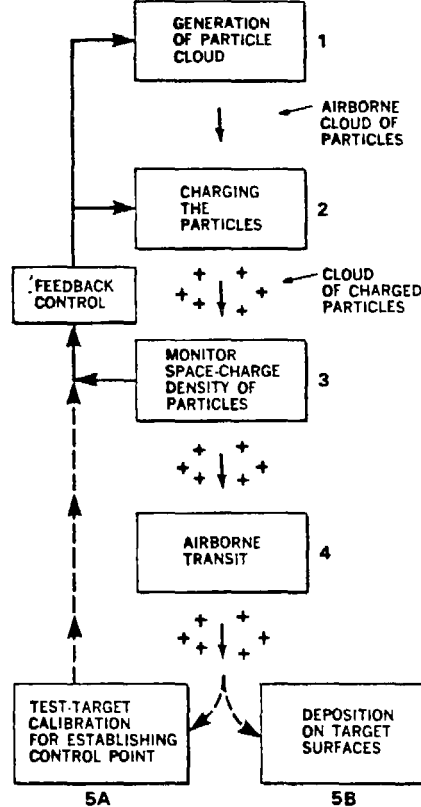 GENERATION
OF PARTICLE
CLOUD
1
AIRBORNE
CLOUD OF
PARTICLES
CHARGING
THE
PARTICLES
2
FEEDBACK
CONTROL
CLOUD
OF CHARGED
PARTICLES
MONITOR
SPACE-CHARGE
DENSITY OF
PARTICLES
3
AIRBORNE
TRANSIT
4
TEST-TARGET
CALIBRATION
FOR ESTABLISHING
CONTROL POINT
5A
DEPOSITION
ON TARGET
SURFACES
5B